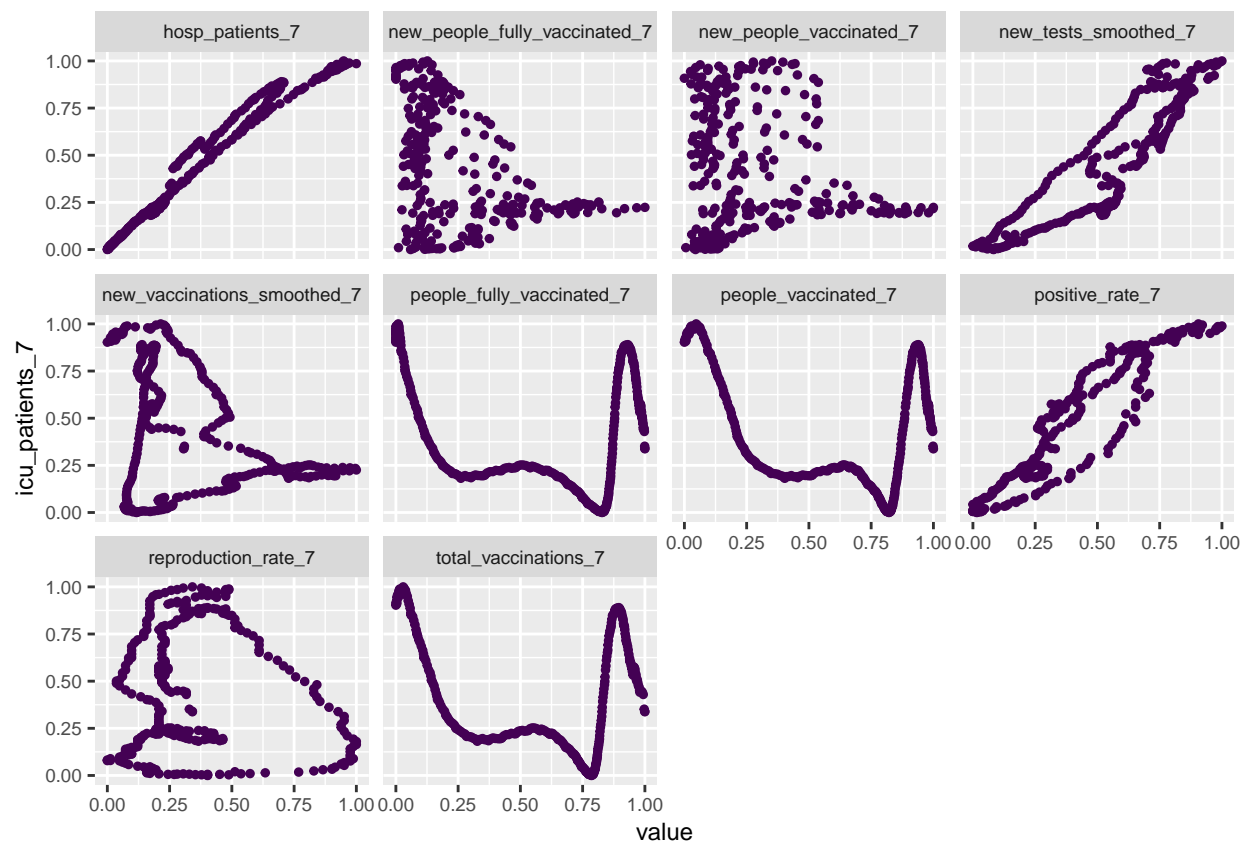 hosp_patients_7 new_people_fully_vaccinated_7 new_people_vaccinated_7 new_tests_smoothed_7
1.00
0.75
0.50
0.25
0.00
new_vaccinations_smoothed_7 people_fully_vaccinated_7 people_vaccinated_7 positive_rate_7
1.00
0.75
0.50
0.25
0.00
icu_patients_7
0.00 0.25 0.50 0.75 1.00 0.00 0.25 0.50 0.75 1.00
reproduction_rate_7 total_vaccinations_7
1.00
0.75
0.50
0.25
0.00
0.00 0.25 0.50 0.75 1.00 0.00 0.25 0.50 0.75 1.00
value